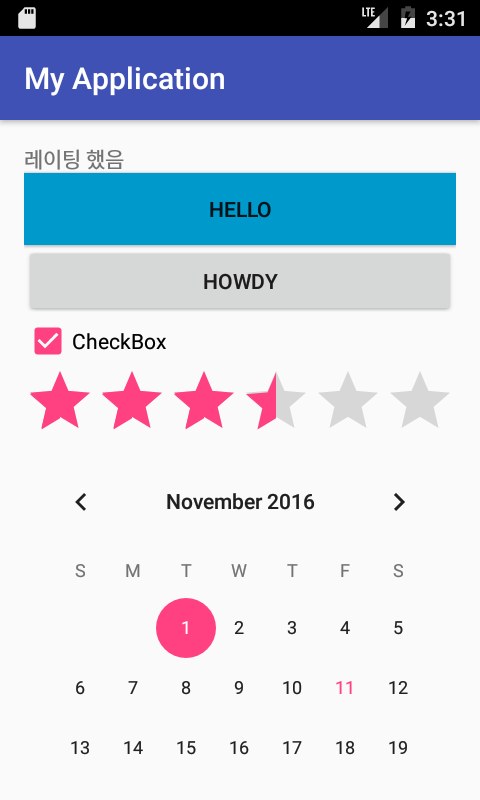 LTE 3:31
My Application
레이팅 했음
HELLO
HOWDY
CheckBox
November 2016
S M T W T F S
1 2 3 4 5
6 7 8 9 10 11 12
13 14 15 16 17 18 19